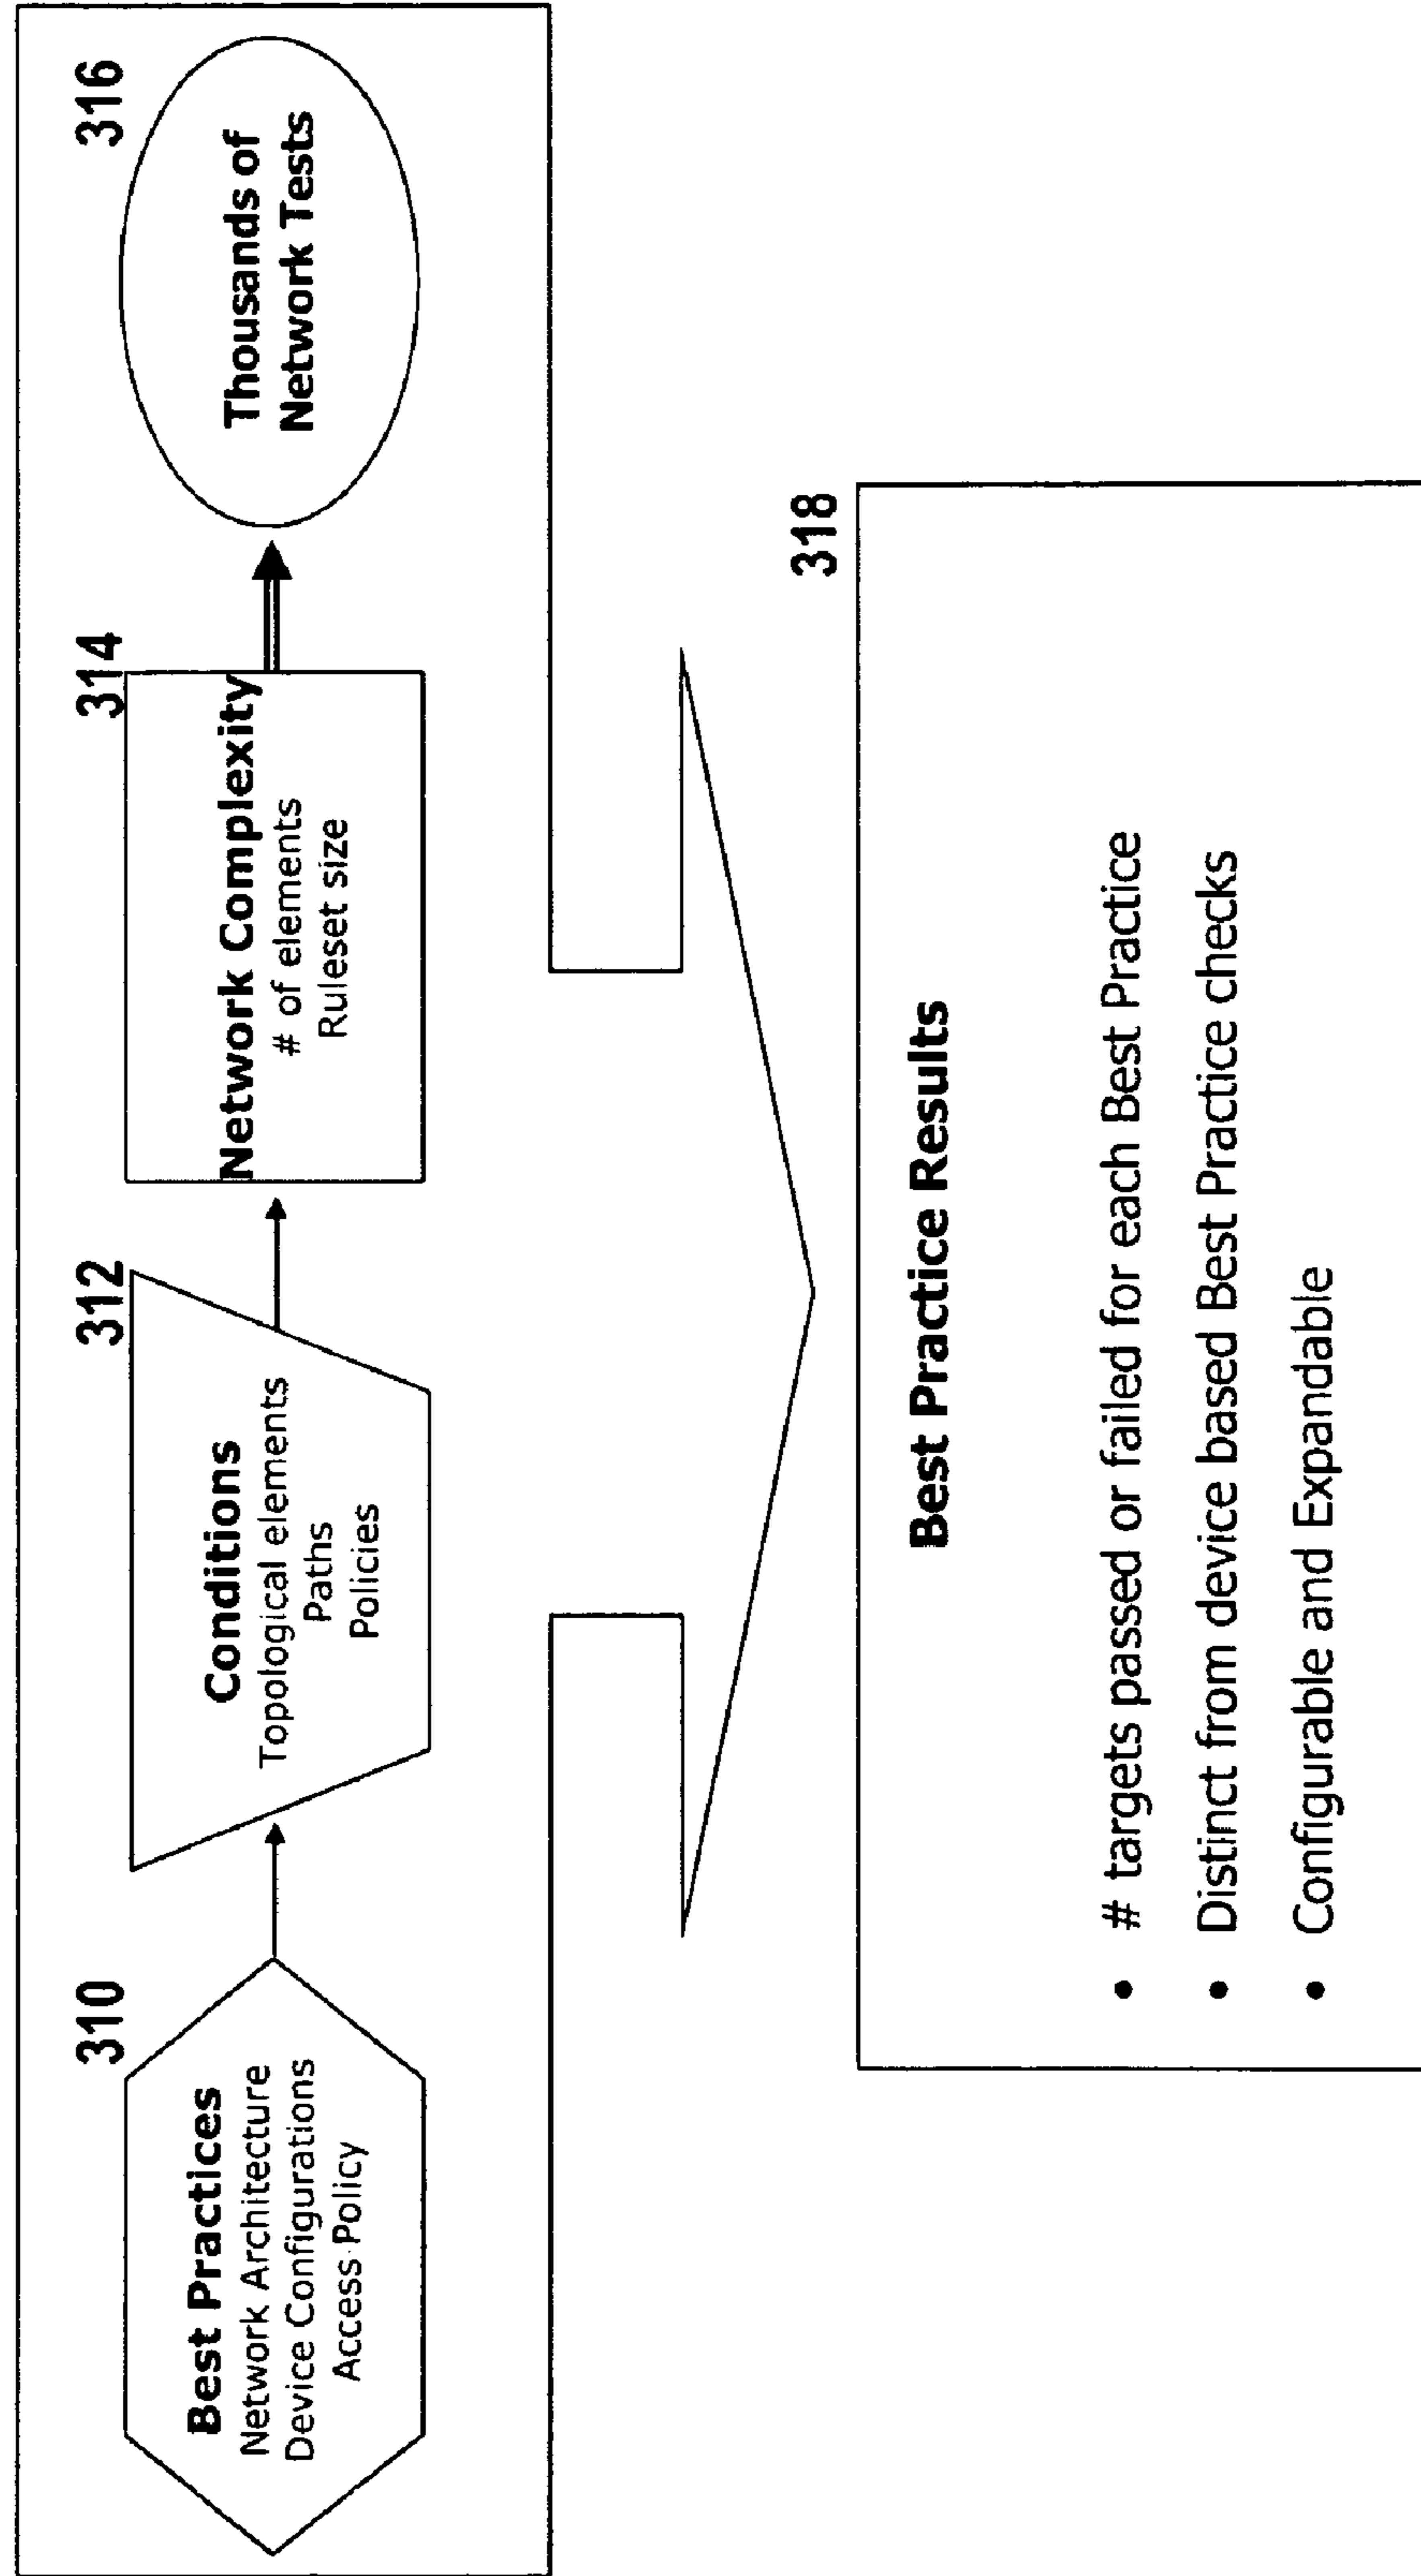 310
Best Practices
Network Architecture
Device Configurations
Access Policy
312
Conditions
Topological elements
Paths
Policies
314
Network Complexity
# of elements
Ruleset size
316
Thousands of
Network Tests
318
Best Practice Results
• # targets passed or failed for each Best Practice
• Distinct from device based Best Practice checks
• Configurable and Expandable